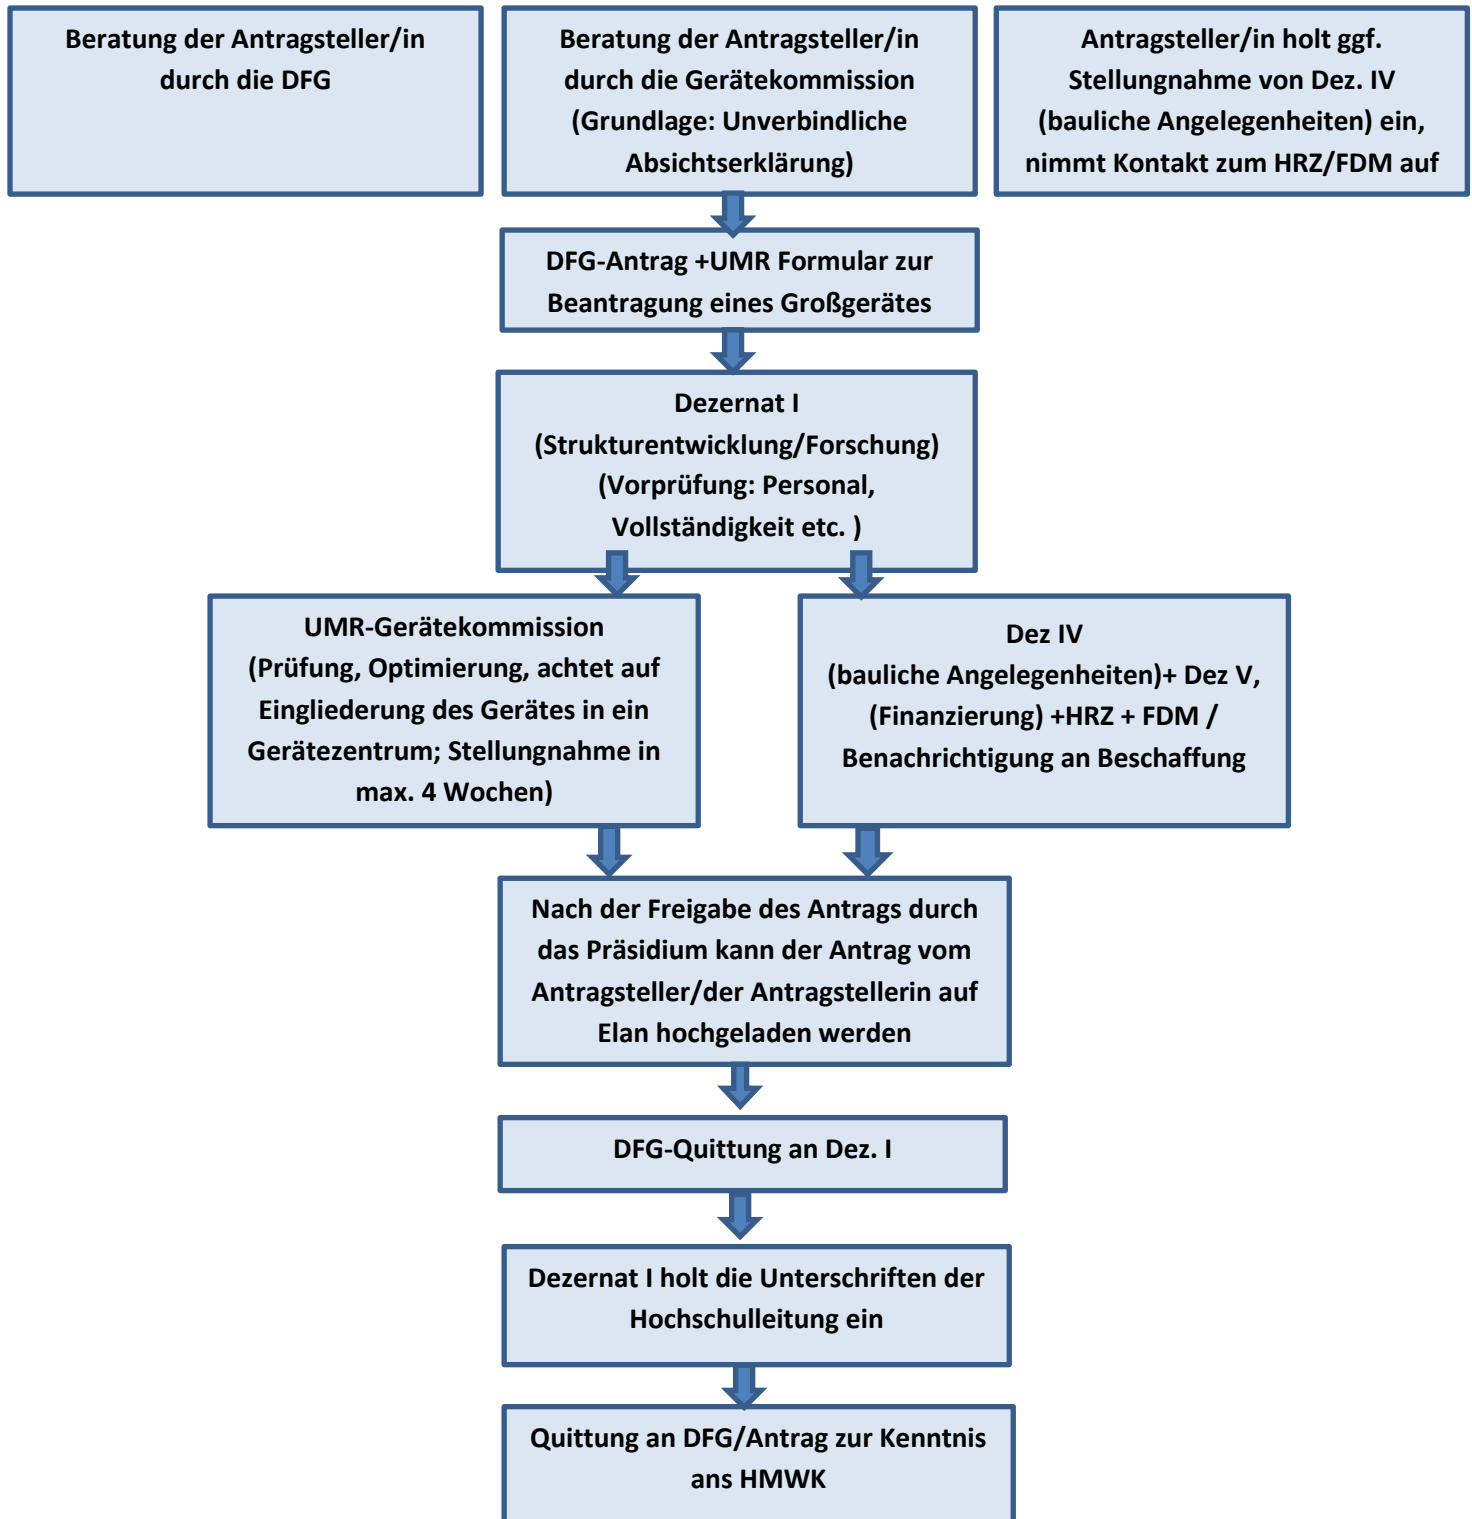 Beratung der Antragsteller/in
durch die DFG
Beratung der Antragsteller/in
durch die Gerätekommission
(Grundlage: Unverbindliche
Absichtserklärung)
Antragsteller/in holt ggf.
Stellungnahme von Dez. IV
(bauliche Angelegenheiten) ein,
nimmt Kontakt zum HRZ/FDM auf
DFG-Antrag +UMR Formular zur
Beantragung eines Großgerätes
Dezernat I
(Strukturentwicklung/Forschung)
(Vorprüfung: Personal,
Vollständigkeit etc. )
UMR-Gerätekommission
(Prüfung, Optimierung, achtet auf
Eingliederung des Gerätes in ein
Gerätezentrum; Stellungnahme in
max. 4 Wochen)
Dez IV
(bauliche Angelegenheiten)+ Dez V,
(Finanzierung) +HRZ + FDM /
Benachrichtigung an Beschaffung
Nach der Freigabe des Antrags durch
das Präsidium kann der Antrag vom
Antragsteller/der Antragstellerin auf
Elan hochgeladen werden
DFG-Quittung an Dez. I
Dezernat I holt die Unterschriften der
Hochschulleitung ein
Quittung an DFG/Antrag zur Kenntnis
ans HMWK